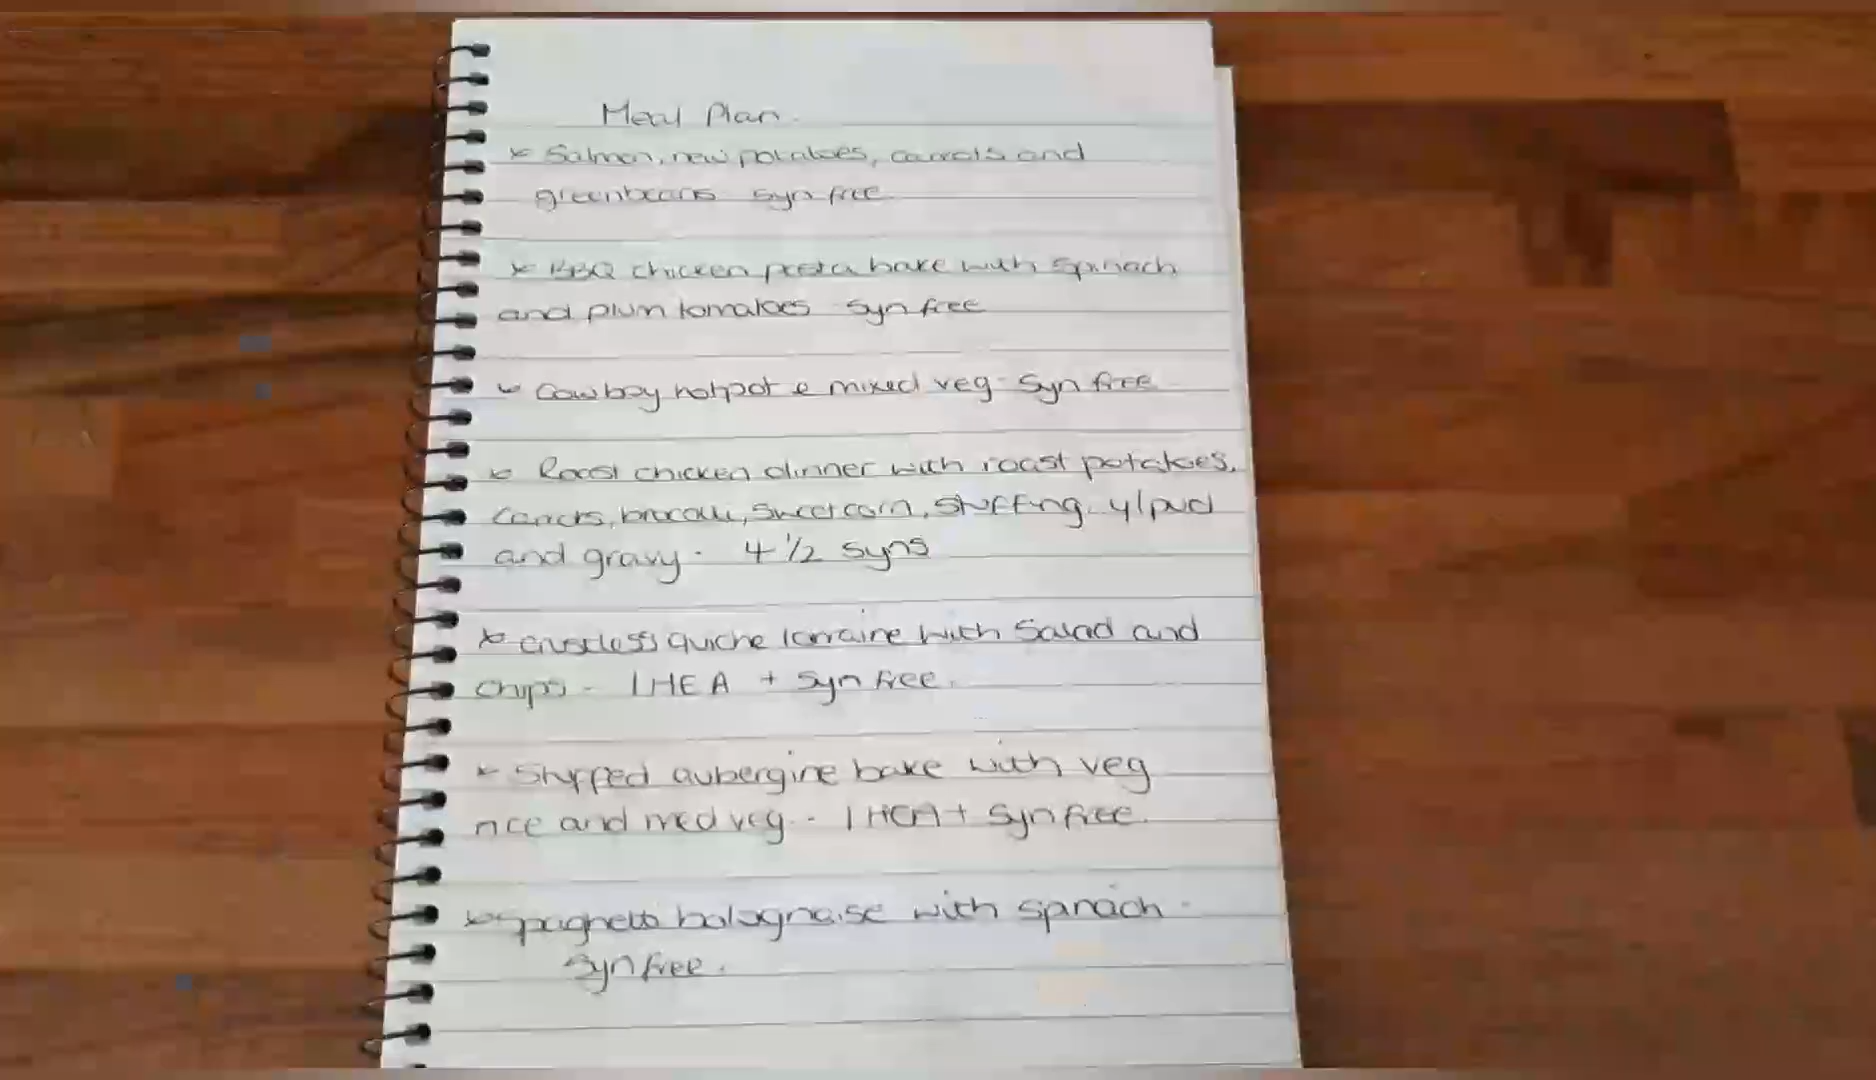 Meal Plan.
* Salmon, new potatoes, carrots and
greenbeans syn free
* BBQ chicken pasta bake with spinach
and plum tomatoes syn free
* Cowboy hotpot & mixed veg - syn free
* Roast chicken dinner with roast potatoes,
carrots, brocolli, sweetcorn, stuffing, y/pud
and gravy - 4 1/2 syns
* crustless quiche lorraine with salad and
chips - 1 HEA + syn free.
* Stuffed aubergine bake with veg
rice and med veg - 1 HEA + syn free.
* spaghetti bolognaise with spinach -
syn free.